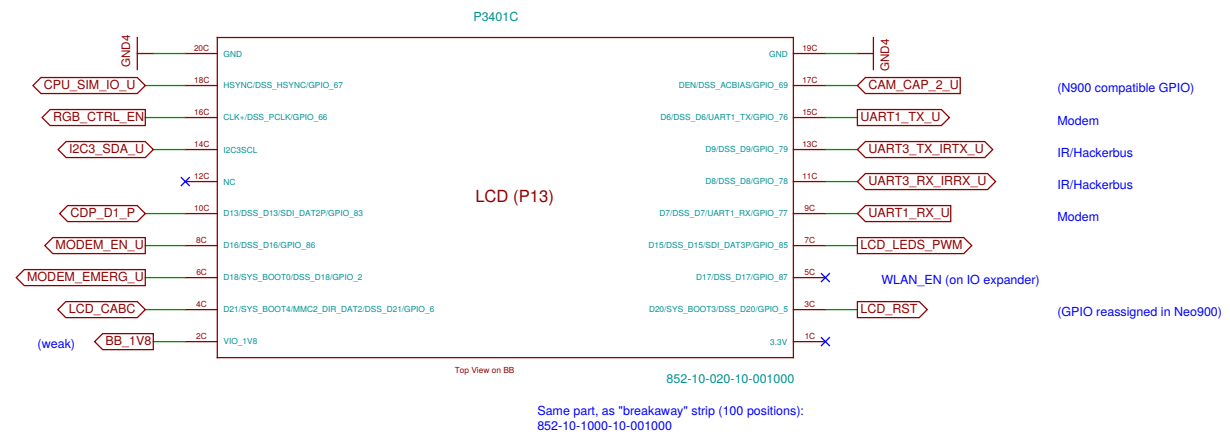 P3401C
GND4 20C GND GND 19C GND4
CPU_SIM_IO_U 18C HSYNC/DSS_HSYNC/GPIO_67 DEN/DSS_ACBIAS/GPIO_69 17C CAM_CAP_2_U (N900 compatible GPIO)
RGB_CTRL_EN 16C CLK+/DSS_PCLK/GPIO_66 D6/DSS_D6/UART1_TX/GPIO_76 15C UART1_TX_U Modem
I2C3_SDA_U 14C I2C3SCL D9/DSS_D9/GPIO_79 13C UART3_TX_IRTX_U IR/Hackerbus
12C NC D8/DSS_D8/GPIO_78 11C UART3_RX_IRRX_U IR/Hackerbus
LCD (P13)
CDP_D1_P 10C D13/DSS_D13/SDI_DAT2P/GPIO_83 D7/DSS_D7/UART1_RX/GPIO_77 9C UART1_RX_U Modem
MODEM_EN_U 8C D16/DSS_D16/GPIO_86 D15/DSS_D15/SDI_DAT3P/GPIO_85 7C LCD_LEDS_PWM
MODEM_EMERG_U 6C D18/SYS_BOOT0/DSS_D18/GPIO_2 D17/DSS_D17/GPIO_87 5C WLAN_EN (on IO expander)
LCD_CABC 4C D21/SYS_BOOT4/MMC2_DIR_DAT2/DSS_D21/GPIO_6 D20/SYS_BOOT3/DSS_D20/GPIO_5 3C LCD_RST (GPIO reassigned in Neo900)
(weak) BB_1V8 2C VIO_1V8 3.3V 1C
Top View on BB
852-10-020-10-001000
Same part, as "breakaway" strip (100 positions):
852-10-1000-10-001000